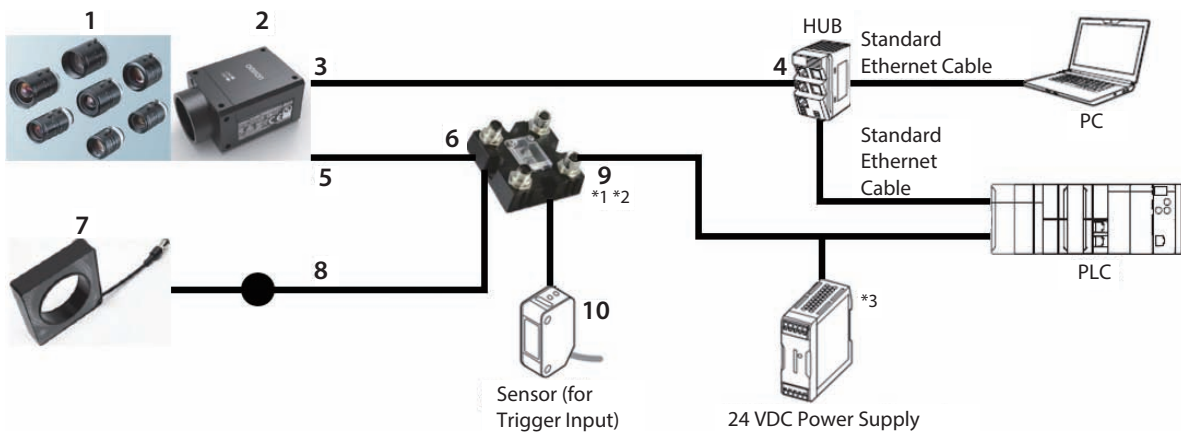 1
2
HUB
Standard
Ethernet Cable
3
4
PC
OMRON
6
5
9
*1 *2
Standard
Ethernet
Cable
7
8
PLC
10
*3
Sensor (for
Trigger Input)
24 VDC Power Supply